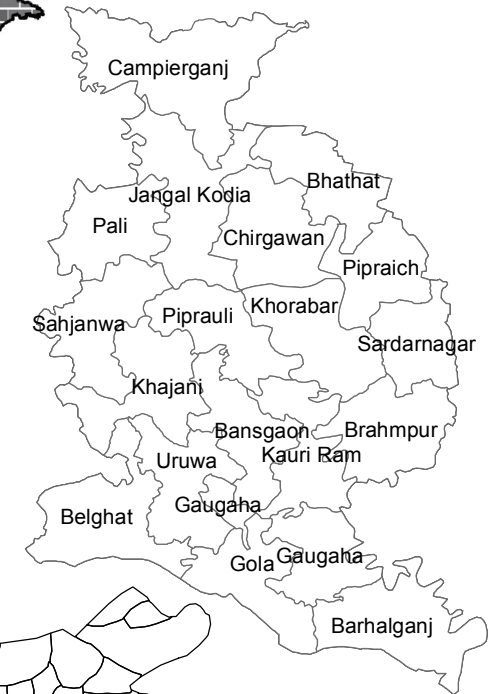 Campierganj
Bhathat
Jangal Kodia
Pali
Chirgawan
Pipraich
Khorabar
Piprauli
Sahjanwa
Sardarnagar
Khajani
Bansgaon
Brahmpur
Kauri Ram
Uruwa
Gaugaha
Belghat
Gola
Gaugaha
Barhalganj